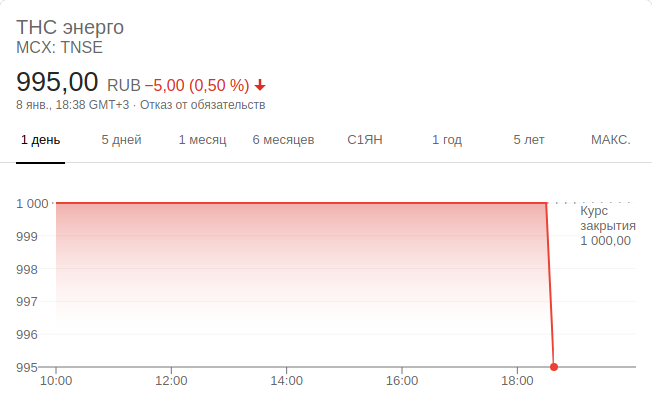 ТНС энерго
MCX: TNSE
995,00 RUB −5,00 (0,50 %)
8 янв., 18:38 GMT+3 · Отказ от обязательств
1 день 5 дней 1 месяц 6 месяцев С1ЯН 1 год 5 лет МАКС.
1 000
Курс
закрытия
1 000,00
999
998
997
996
995
10:00 12:00 14:00 16:00 18:00